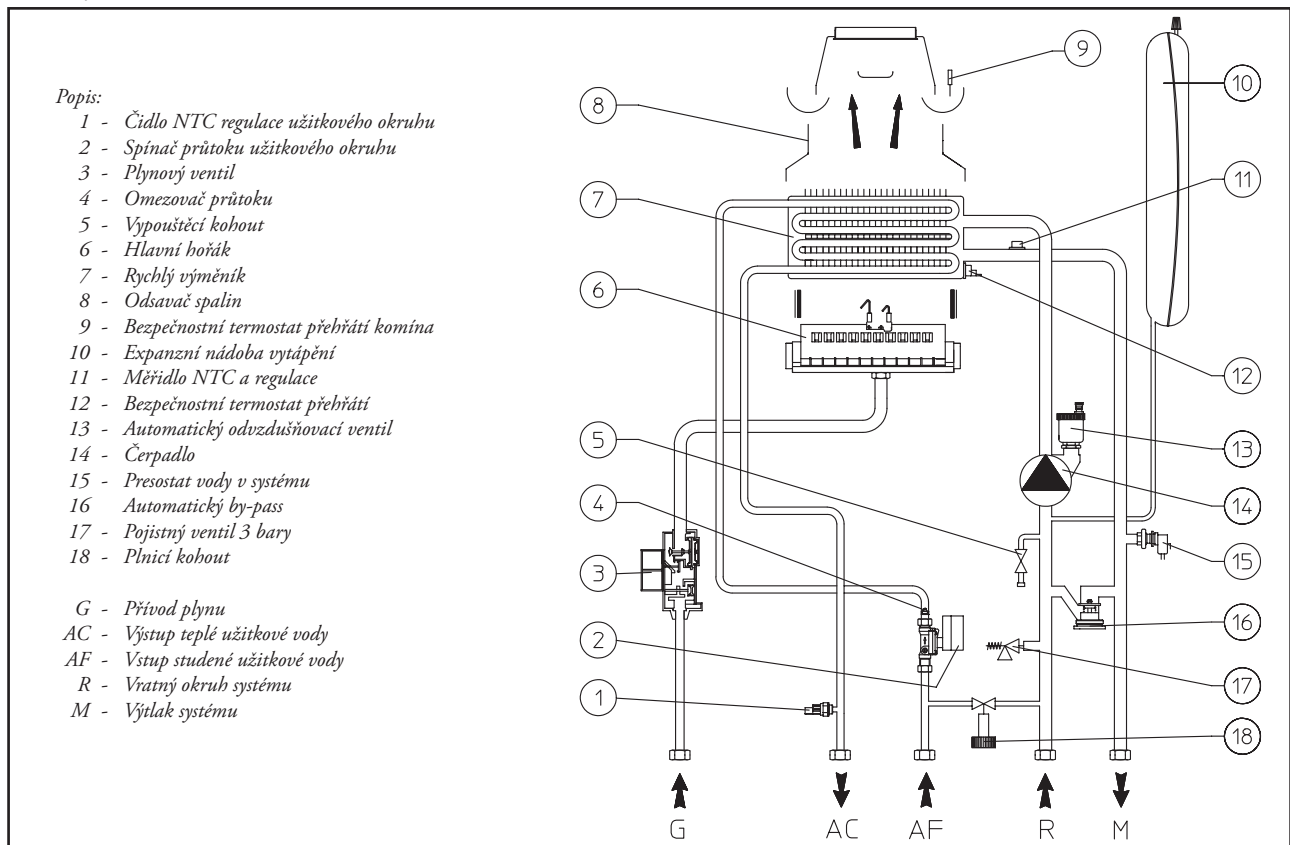 Popis:
1 - Čidlo NTC regulace užitkového okruhu
2 - Spínač průtoku užitkového okruhu
3 - Plynový ventil
4 - Omezovač průtoku
5 - Vypouštěcí kohout
6 - Hlavní hořák
7 - Rychlý výměník
8 - Odsavač spalin
9 - Bezpečnostní termostat přehřátí komína
10 - Expanzní nádoba vytápění
11 - Měřidlo NTC a regulace
12 - Bezpečnostní termostat přehřátí
13 - Automatický odvzdušňovací ventil
14 - Čerpadlo
15 - Presostat vody v systému
16 Automatický by-pass
17 - Pojistný ventil 3 bary
18 - Plnicí kohout
G - Přívod plynu
AC - Výstup teplé užitkové vody
AF - Vstup studené užitkové vody
R - Vratný okruh systému
M - Výtlak systému
9
10
8
7
11
6
12
5
13
4
14
3
15
2
16
1
17
18
G AC AF R M